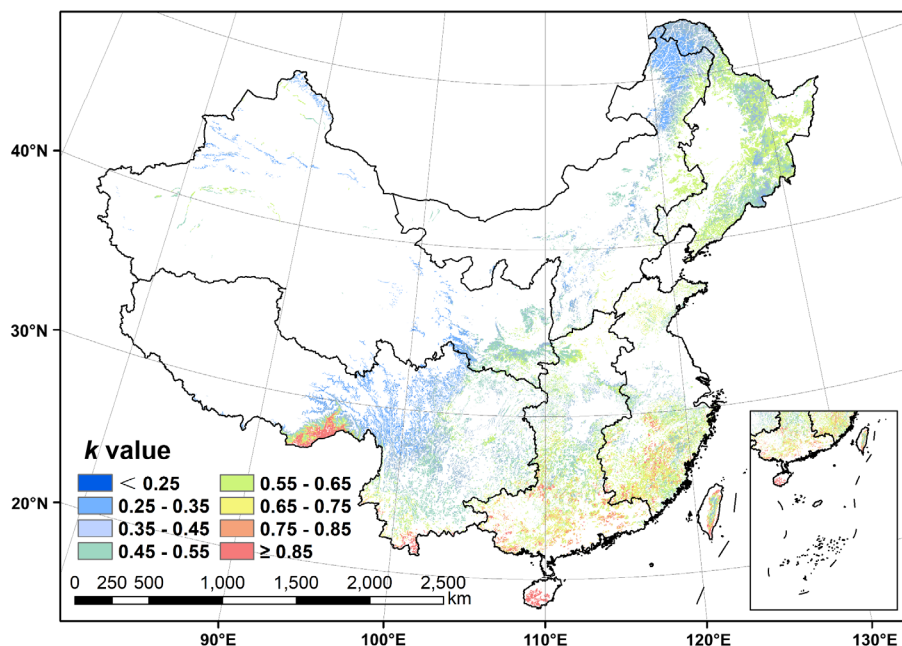 40°N
30°N
20°N
k value
< 0.25
0.25 - 0.35
0.35 - 0.45
0.45 - 0.55
0.55 - 0.65
0.65 - 0.75
0.75 - 0.85
≥ 0.85
0 250 500 1,000 1,500 2,000 2,500
km
90°E 100°E 110°E 120°E 130°E